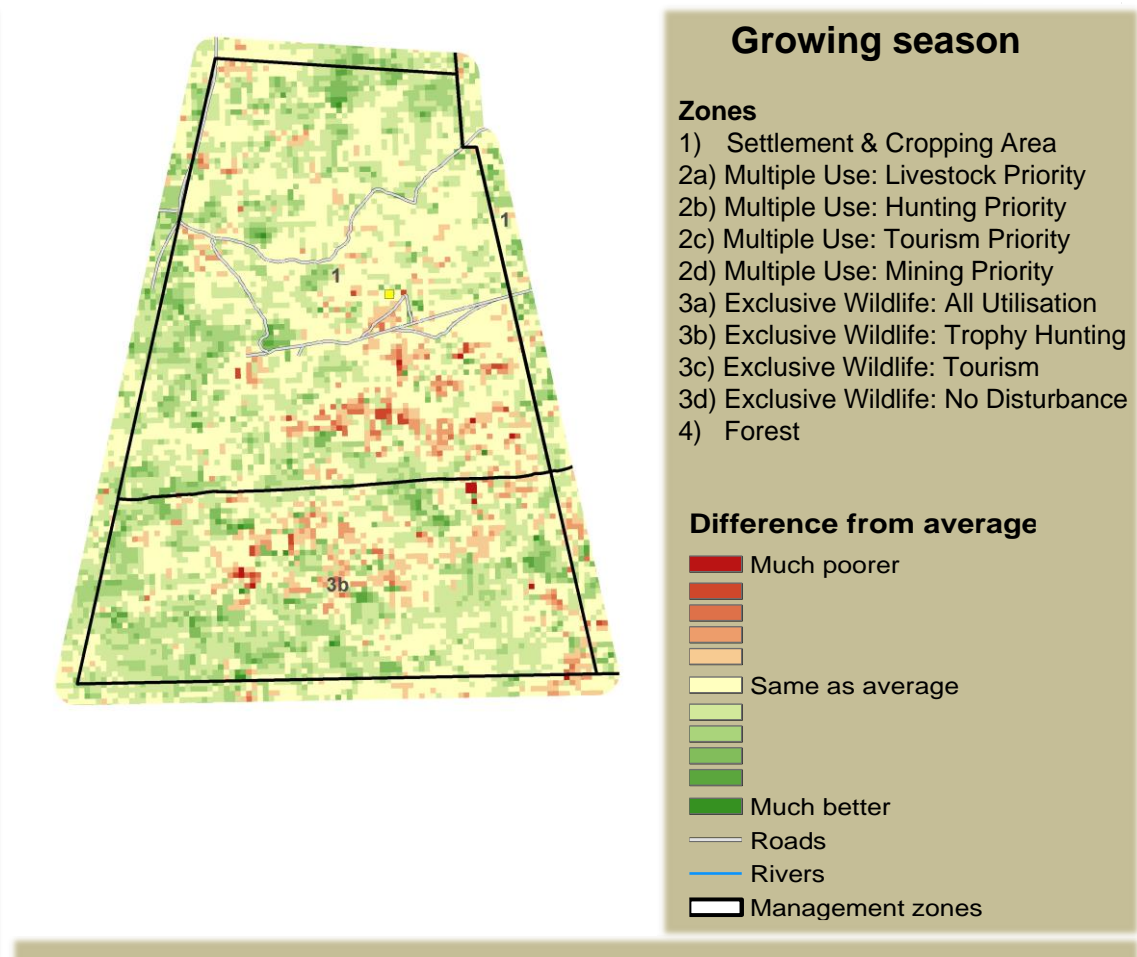 Growing season
Zones
1) Settlement & Cropping Area
2a) Multiple Use: Livestock Priority
2b) Multiple Use: Hunting Priority
2c) Multiple Use: Tourism Priority
2d) Multiple Use: Mining Priority
3a) Exclusive Wildlife: All Utilisation
3b) Exclusive Wildlife: Trophy Hunting
3c) Exclusive Wildlife: Tourism
3d) Exclusive Wildlife: No Disturbance
4) Forest
Difference from average
Much poorer
Same as average
Much better
Roads
Rivers
Management zones
1
1
3b